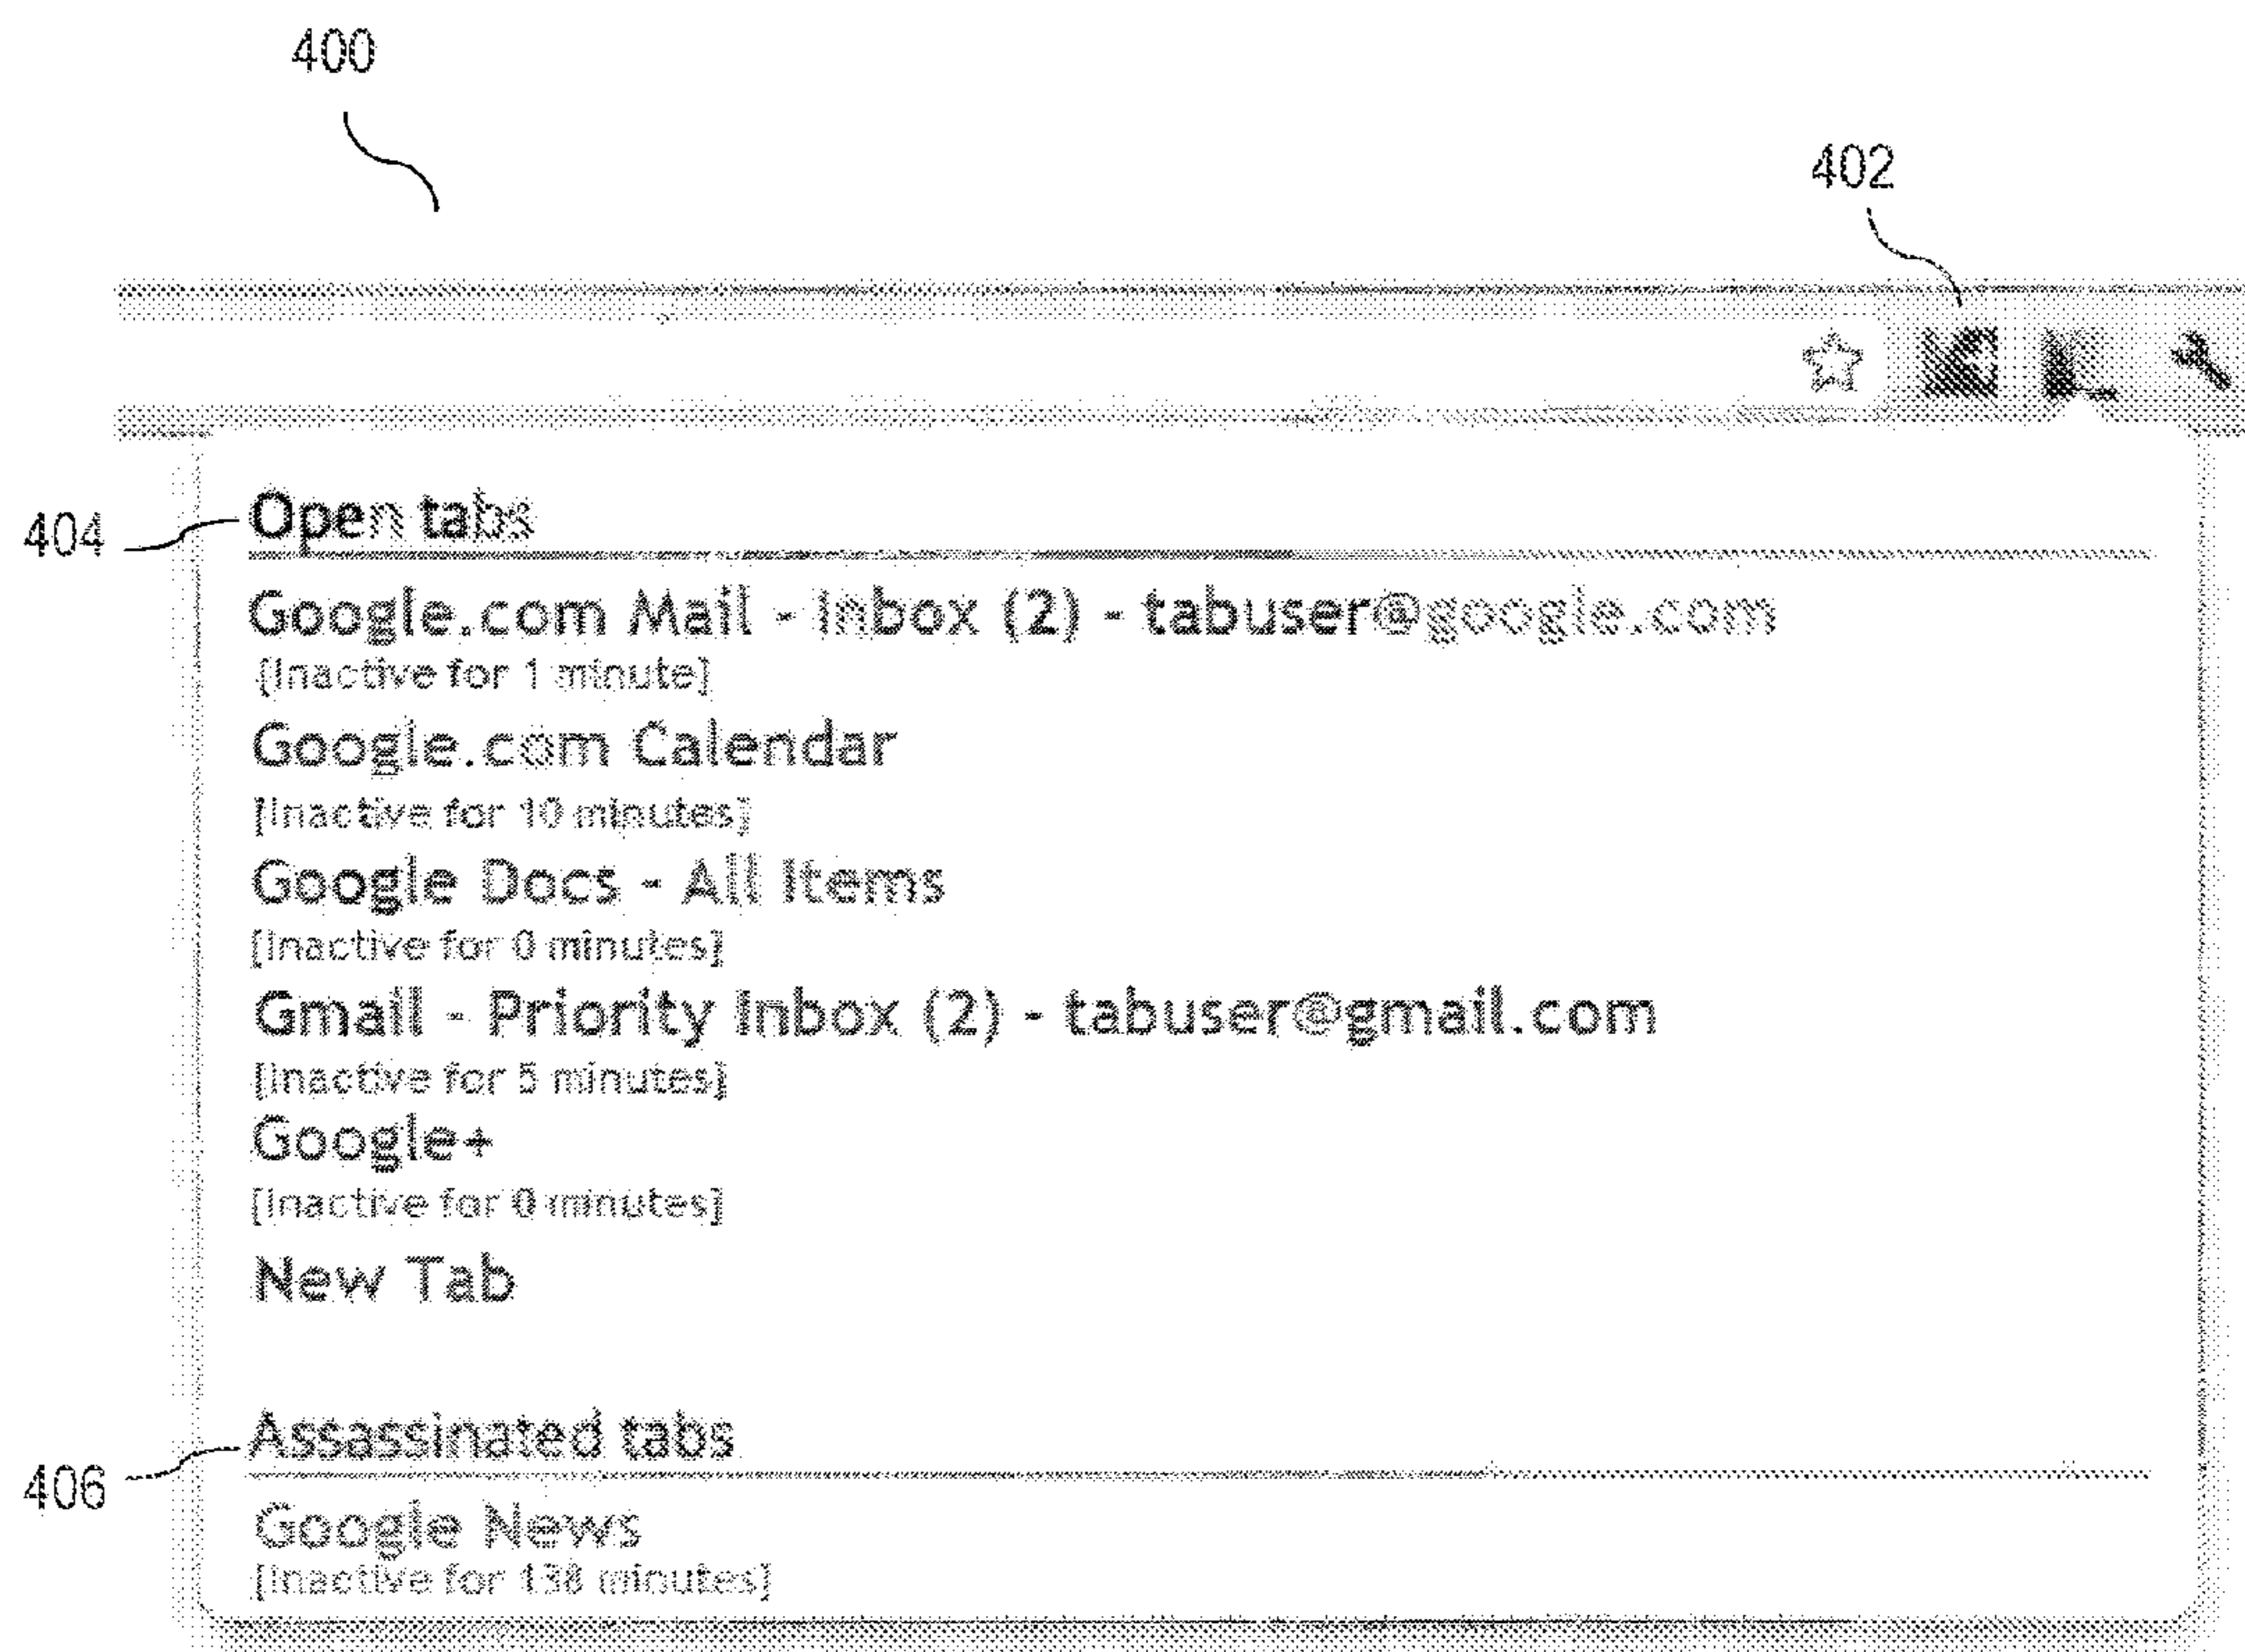 400
402
404
Open tabs
Google.com Mail - Inbox (2) - tabuser@google.com
[Inactive for 1 minute]
Google.com Calendar
[Inactive for 10 minutes]
Google Docs - All Items
[Inactive for 0 minutes]
Gmail - Priority Inbox (2) - tabuser@gmail.com
[Inactive for 5 minutes]
Google+
[Inactive for 0 minutes]
New Tab
Assassinated tabs
406
Google News
[Inactive for 138 minutes]